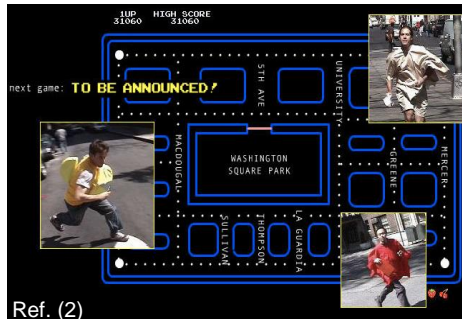 1UP HIGH SCORE
31060 31060
next game: TO BE ANNOUNCED!
5TH AVE
UNIVERSITY
MACDOUGAL
WASHINGTON
SQUARE PARK
GREENE
MERCER
SULLIVAN
THOMPSON
LA GUARDIA
Ref. (2)